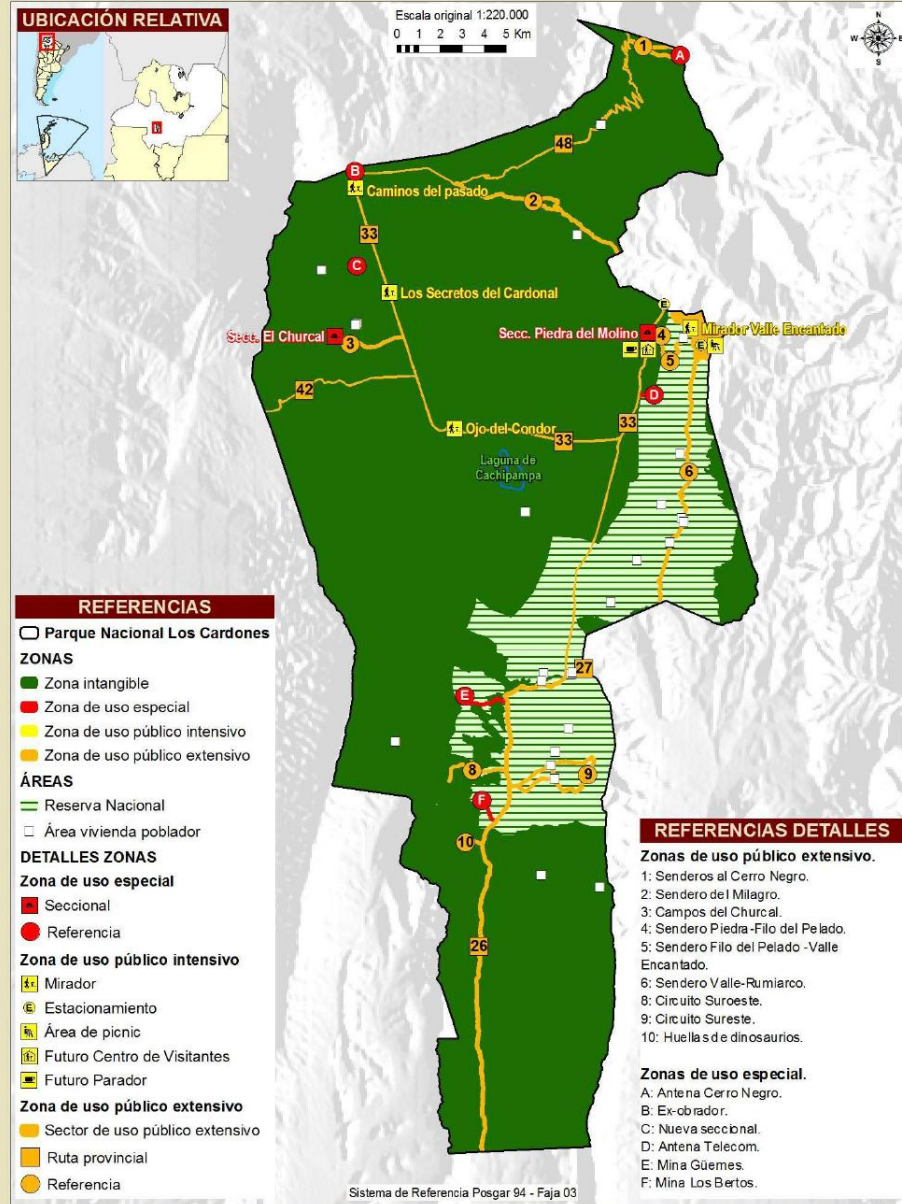 UBICACIÓN RELATIVA
Escala original 1:220.000
0 1 2 3 4 5 Km
N
W E
S
1
A
48
B
Caminos del pasado
2
33
C
Los Secretos del Cardonal
E
Secc. El Churcal
3
Secc. Piedra del Molino
4
Mirador Valle Encantado
E
5
42
D
33
Ojo del Condor
33
Laguna de
Cachipampa
6
27
E
8
9
F
10
26
REFERENCIAS
Parque Nacional Los Cardones
ZONAS
Zona intangible
Zona de uso especial
Zona de uso público intensivo
Zona de uso público extensivo
ÁREAS
Reserva Nacional
Área vivienda poblador
DETALLES ZONAS
Zona de uso especial
Seccional
Referencia
Zona de uso público intensivo
Mirador
E Estacionamiento
Área de picnic
Futuro Centro de Visitantes
Futuro Parador
Zona de uso público extensivo
Sector de uso público extensivo
Ruta provincial
Referencia
REFERENCIAS DETALLES
Zonas de uso público extensivo.
1: Senderos al Cerro Negro.
2: Sendero del Milagro.
3: Campos del Churcal.
4: Sendero Piedra-Filo del Pelado.
5: Sendero Filo del Pelado -Valle
Encantado.
6: Sendero Valle-Rumiarco.
8: Circuito Suroeste.
9: Circuito Sureste.
10: Huellas de dinosaurios.
Zonas de uso especial.
A: Antena Cerro Negro.
B: Ex-obrador.
C: Nueva seccional.
D: Antena Telecom.
E: Mina Güemes.
F: Mina Los Bertos.
Sistema de Referencia Posgar 94 - Faja 03